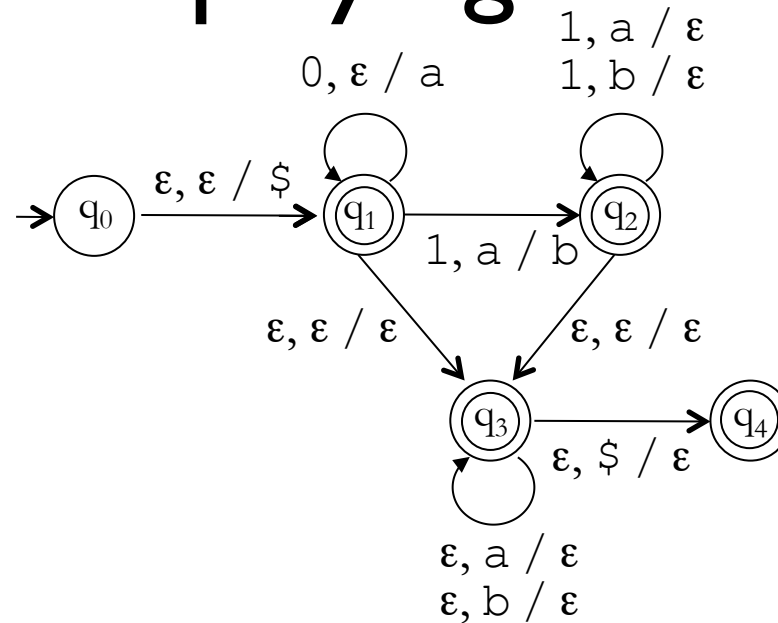 1, a / ε
0, ε / a
1, b / ε
ε, ε / $
q₀
q₁
q₂
1, a / b
ε, ε / ε
ε, ε / ε
q₃
q₄
ε, $ / ε
ε, a / ε
ε, b / ε